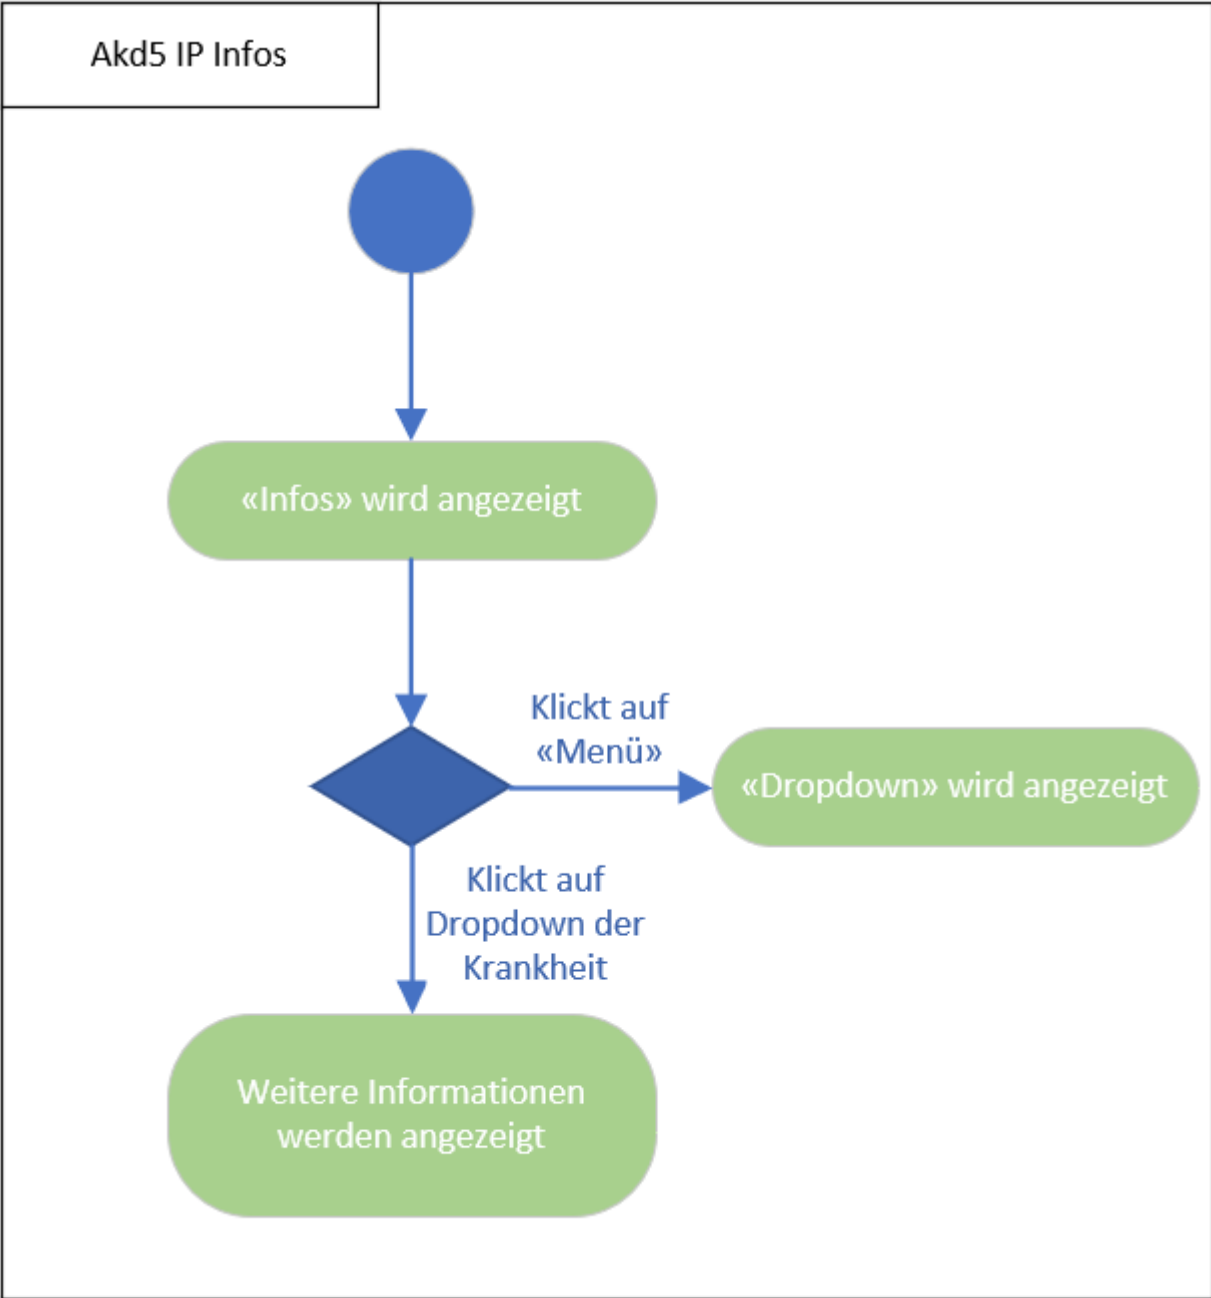 Akd5 IP Infos
«Infos» wird angezeigt
Klickt auf
«Menü»
«Dropdown» wird angezeigt
Klickt auf
Dropdown der
Krankheit
Weitere Informationen
werden angezeigt